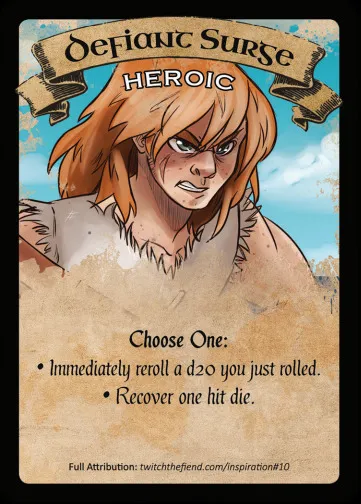 Defiant Surge
HEROIC
Choose One:
• Immediately reroll a d20 you just rolled.
• Recover one hit die.
Full Attribution: twitchthefiend.com/inspiration#10